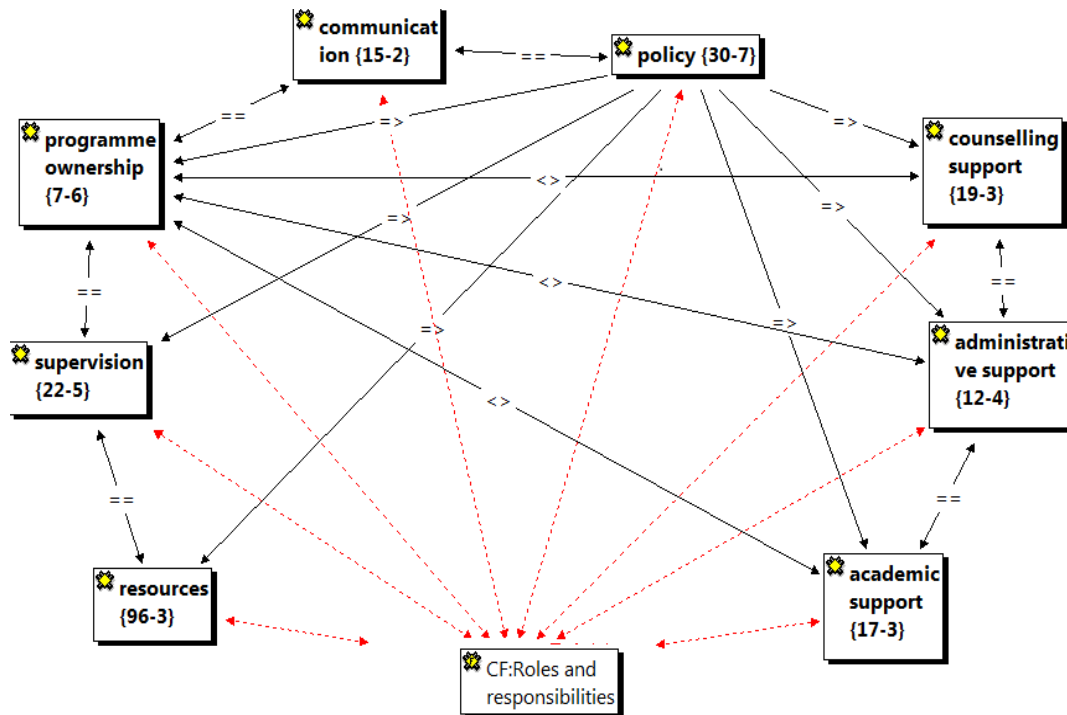 communicat
ion {15-2}
==
policy {30-7}
==
=>
=>
programme
ownership
{7-6}
counselling
support
{19-3}
<>
=>
=>
==
<>
==
=>
=>
supervision
{22-5}
administrati
ve support
{12-4}
<>
==
==
resources
{96-3}
academic
support
{17-3}
CF:Roles and
responsibilities